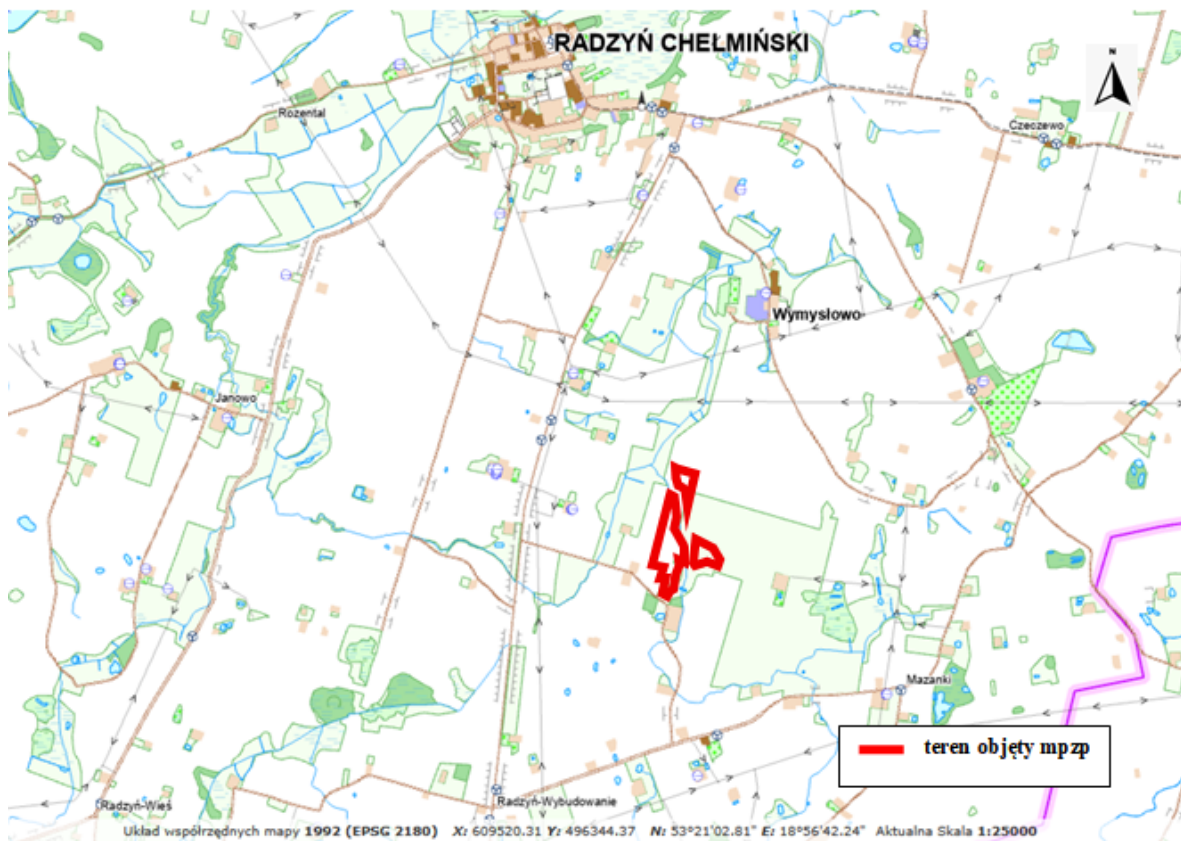 RADZYŃ CHEŁMIŃSKI
N
Rozental
Czeczewo
Wymysłowo
Janowo
Mazanki
teren objęty mpzp
Radzyń-Wieś
Radzyń-Wybudowanie
Układ współrzędnych mapy 1992 (EPSG 2180) X: 609520.31 Y: 496344.37 N: 53°21'02.81" E: 18°56'42.24" Aktualna Skala 1:25000